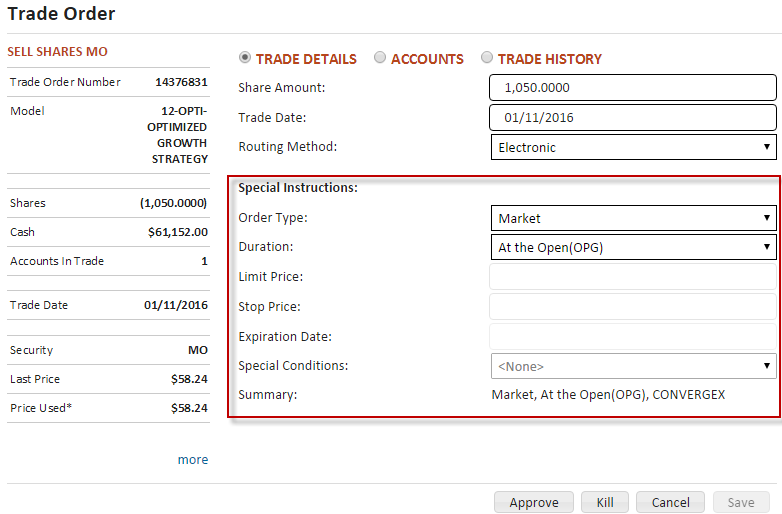 Trade Order
SELL SHARES MO
Trade Order Number 14376831
Model 12-OPTI-
OPTIMIZED
GROWTH
STRATEGY
Shares (1,050.0000)
Cash $61,152.00
Accounts In Trade 1
Trade Date 01/11/2016
Security MO
Last Price $58.24
Price Used* $58.24
more
TRADE DETAILS ACCOUNTS TRADE HISTORY
Share Amount: 1,050.0000
Trade Date: 01/11/2016
Routing Method: Electronic
Special Instructions:
Order Type: Market
Duration: At the Open(OPG)
Limit Price:
Stop Price:
Expiration Date:
Special Conditions: <None>
Summary: Market, At the Open(OPG), CONVERGEX
Approve Kill Cancel Save